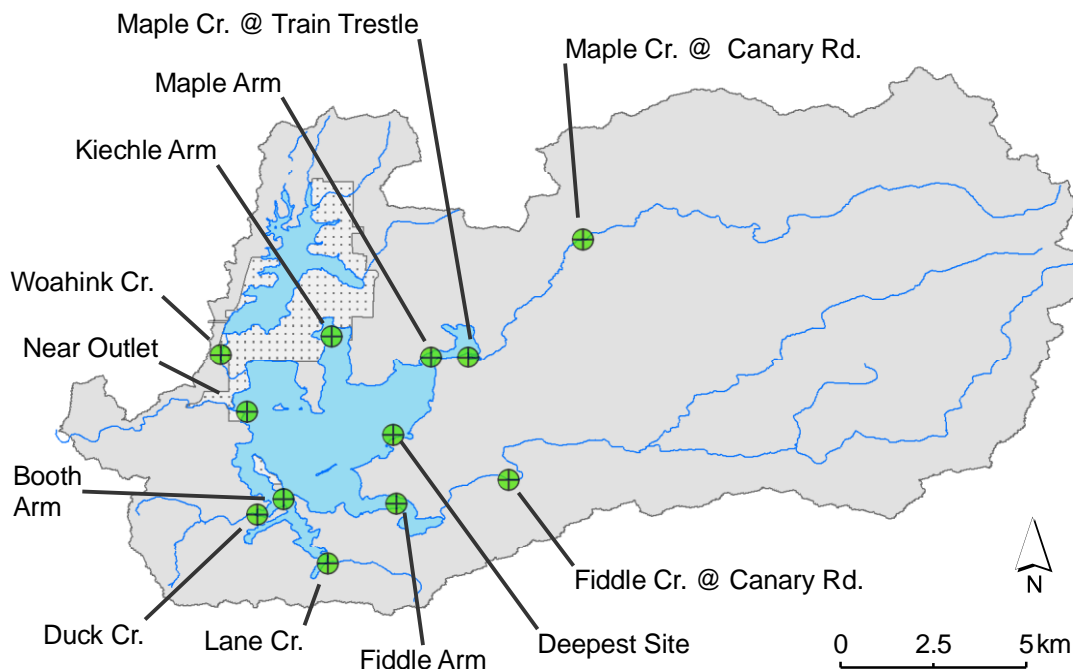 Maple Cr. @ Train Trestle
Maple Cr. @ Canary Rd.
Maple Arm
Kiechle Arm
Woahink Cr.
Near Outlet
Booth
Arm
Duck Cr.
Lane Cr.
Fiddle Arm
Deepest Site
Fiddle Cr. @ Canary Rd.
N
0 2.5 5 km